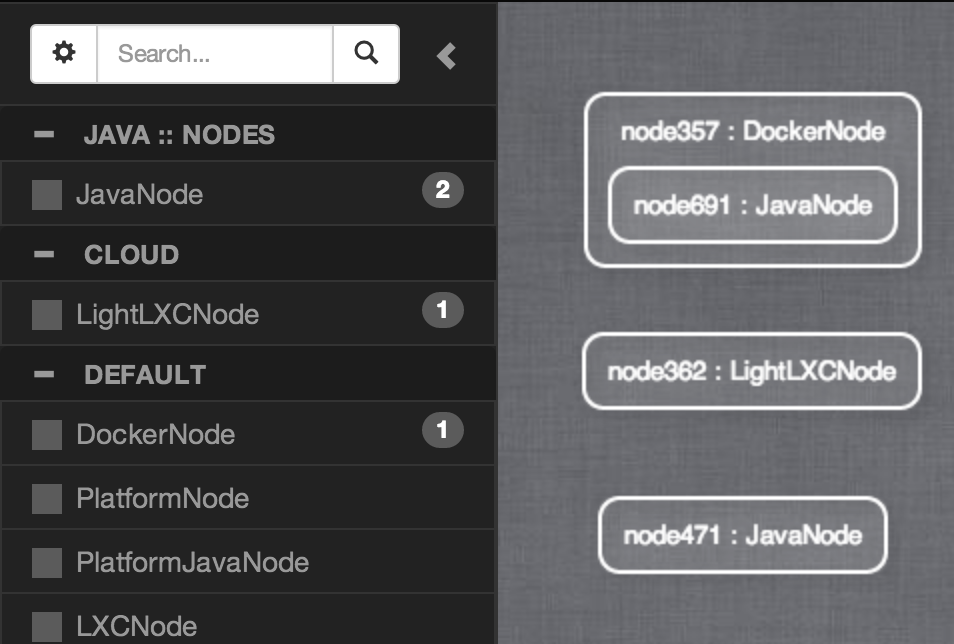 Search...
JAVA :: NODES
JavaNode 2
CLOUD
LightLXCNode 1
DEFAULT
DockerNode 1
PlatformNode
PlatformJavaNode
LXCNode
node357 : DockerNode
node691 : JavaNode
node362 : LightLXCNode
node471 : JavaNode